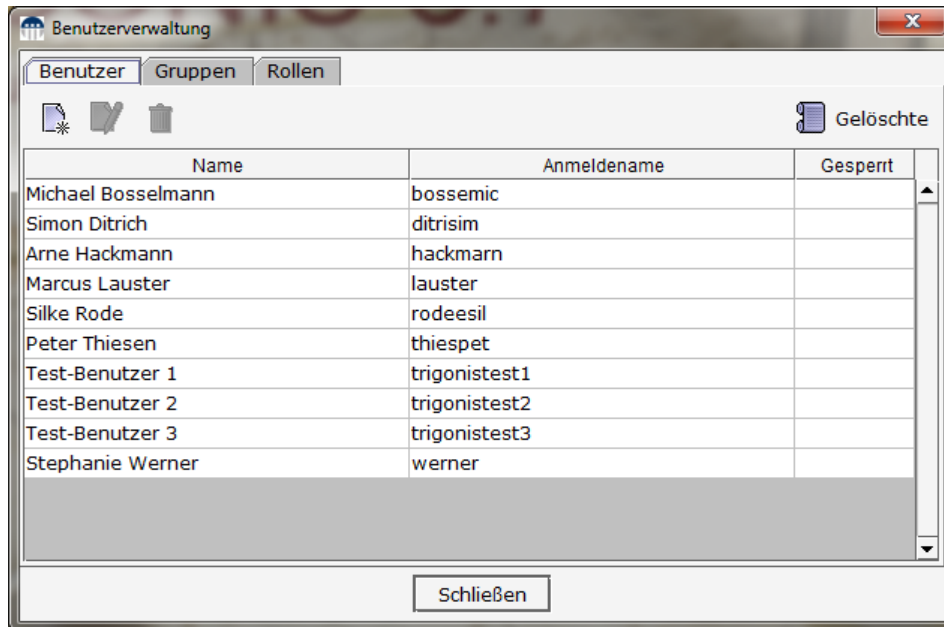 Benutzerverwaltung
Benutzer Gruppen Rollen
Gelöschte
Name Anmeldename Gesperrt
Michael Bosselmann bossemic
Simon Ditrich ditrisim
Arne Hackmann hackmarn
Marcus Lauster lauster
Silke Rode rodeesil
Peter Thiesen thiespet
Test-Benutzer 1 trigonistest1
Test-Benutzer 2 trigonistest2
Test-Benutzer 3 trigonistest3
Stephanie Werner werner
Schließen